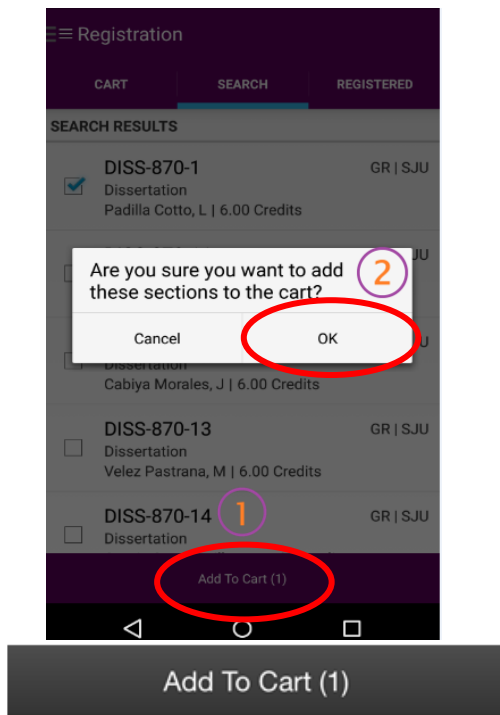 Registration
CART SEARCH REGISTERED
SEARCH RESULTS
DISS-870-1 GR | SJU
Dissertation
Padilla Cotto, L | 6.00 Credits
Are you sure you want to add
these sections to the cart?
2
Cancel OK
Dissertation
Cabiya Morales, J | 6.00 Credits
DISS-870-13 GR | SJU
Dissertation
Velez Pastrana, M | 6.00 Credits
DISS-870-14 GR | SJU
1
Dissertation
Add To Cart (1)
Add To Cart (1)